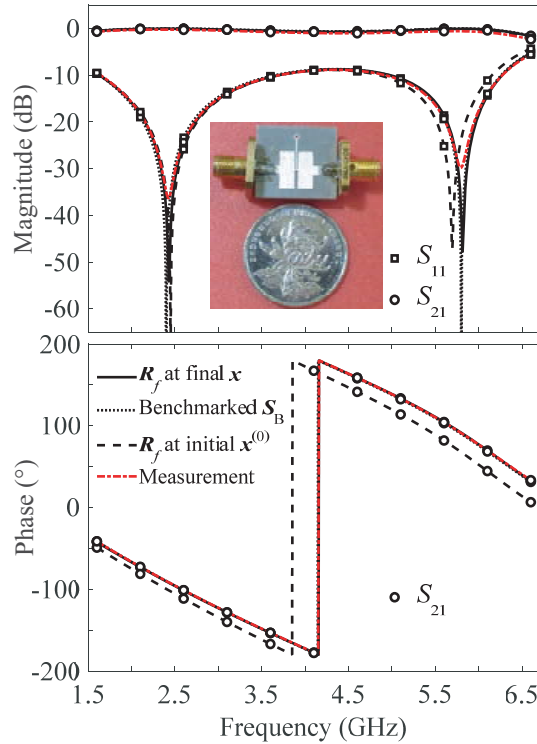 0
-10
-20
-30
-40
-50
-60
Magnitude (dB)
S11
S21
200
100
0
-100
-200
Phase (°)
Rf at final x
Benchmarked SB
Rf at initial x(0)
Measurement
S21
1.5 2.5 3.5 4.5 5.5 6.5
Frequency (GHz)